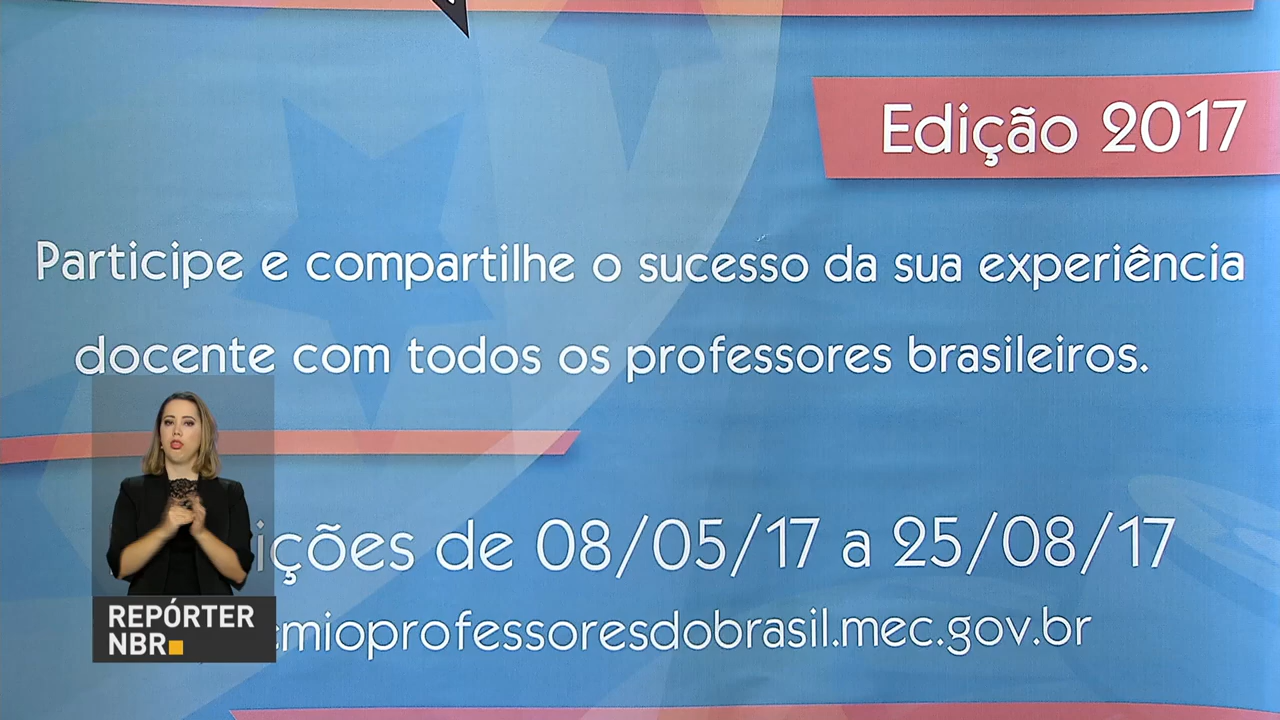 Edição 2017
Participe e compartilhe o sucesso da sua experiência
docente com todos os professores brasileiros.
ições de 08/05/17 a 25/08/17
emioprofessoresdobrasil.mec.gov.br
REPÓRTER
NBR